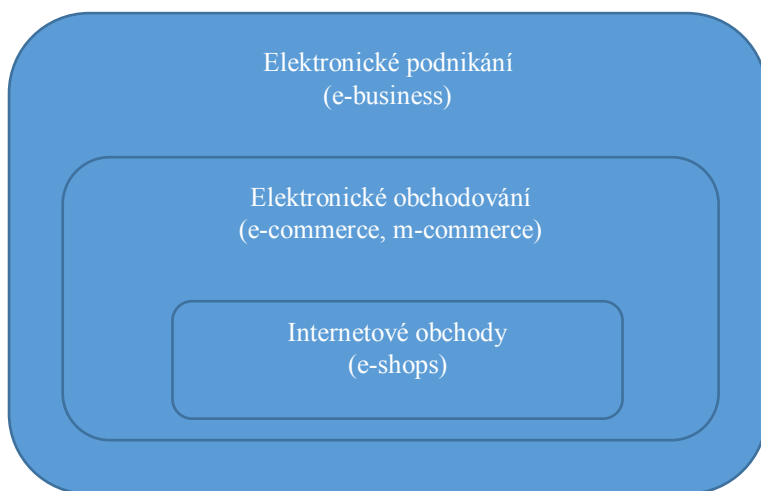 Elektronické podnikání
(e-business)
Elektronické obchodování
(e-commerce, m-commerce)
Internetové obchody
(e-shops)